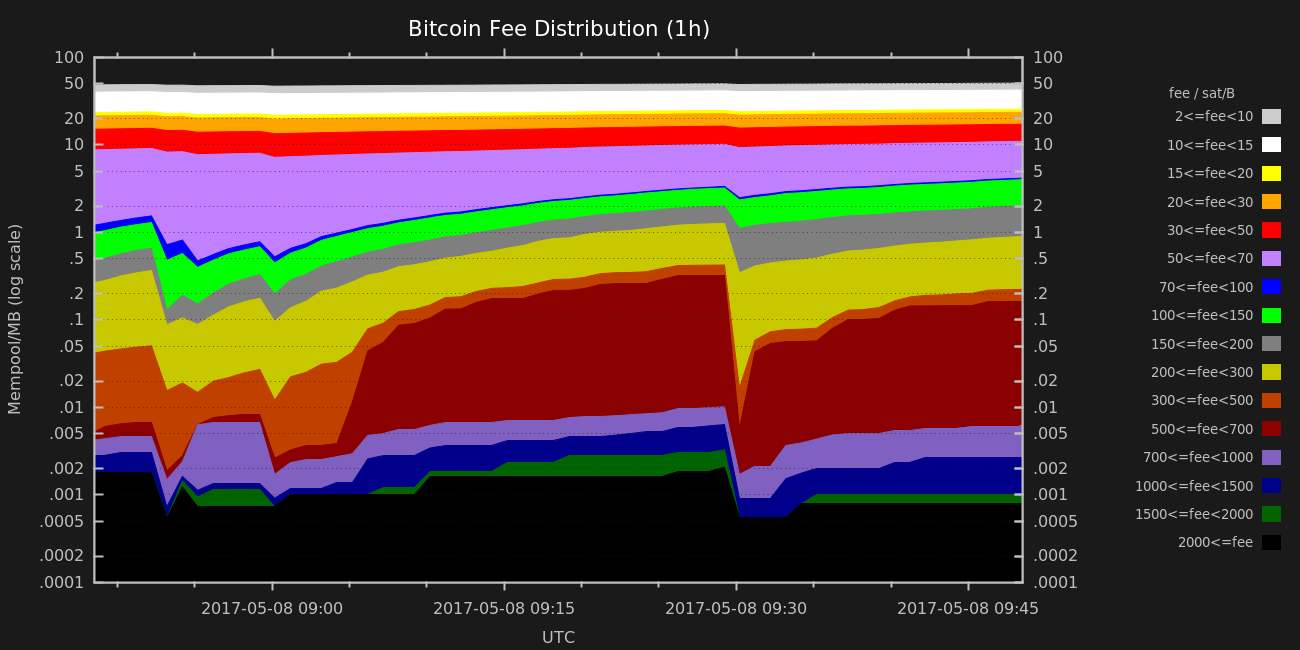 Bitcoin Fee Distribution (1h)
Mempool/MB (log scale)
100
50
20
10
5
2
1
.5
.2
.1
.05
.02
.01
.005
.002
.001
.0005
.0002
.0001
100
50
20
10
5
2
1
.5
.2
.1
.05
.02
.01
.005
.002
.001
.0005
.0002
.0001
2017-05-08 09:00
2017-05-08 09:15
2017-05-08 09:30
2017-05-08 09:45
UTC
fee / sat/B
2<=fee<10
10<=fee<15
15<=fee<20
20<=fee<30
30<=fee<50
50<=fee<70
70<=fee<100
100<=fee<150
150<=fee<200
200<=fee<300
300<=fee<500
500<=fee<700
700<=fee<1000
1000<=fee<1500
1500<=fee<2000
2000<=fee